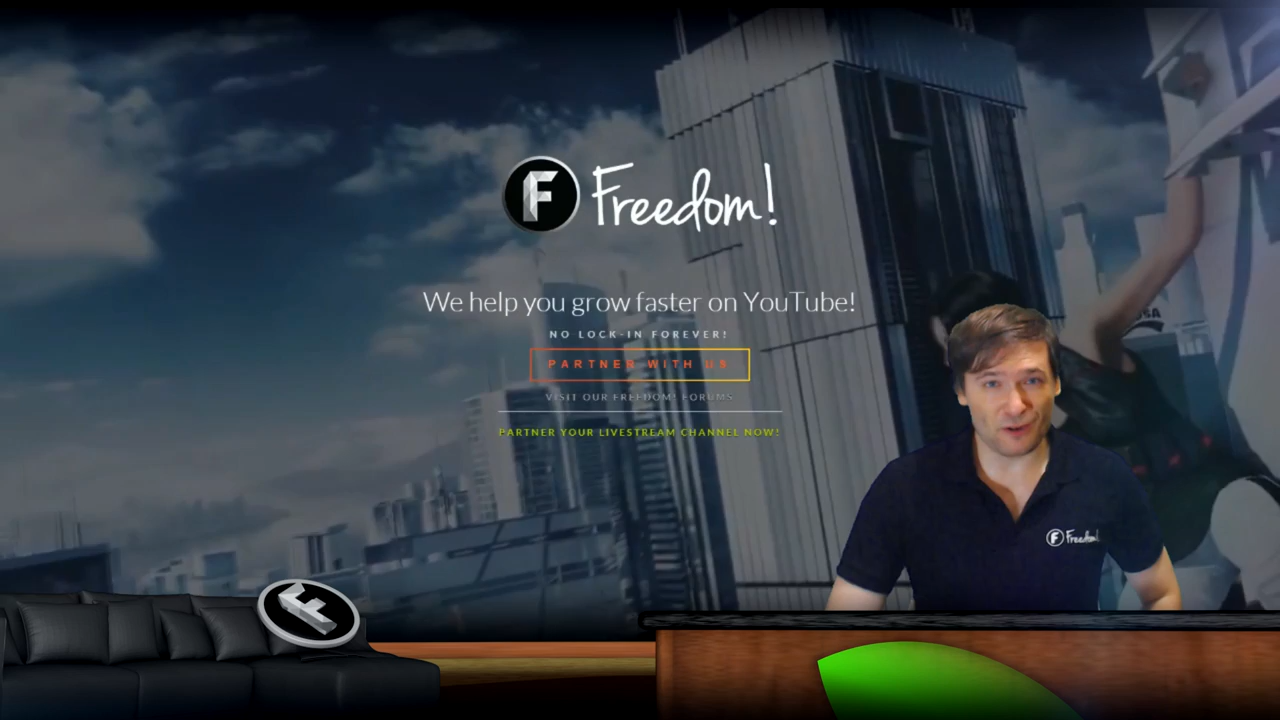 F Freedom!
We help you grow faster on YouTube!
NO LOCK-IN FOREVER!
PARTNER WITH US
VISIT OUR FREEDOM! FORUMS
PARTNER YOUR LIVESTREAM CHANNEL NOW!
F Freedom!
F